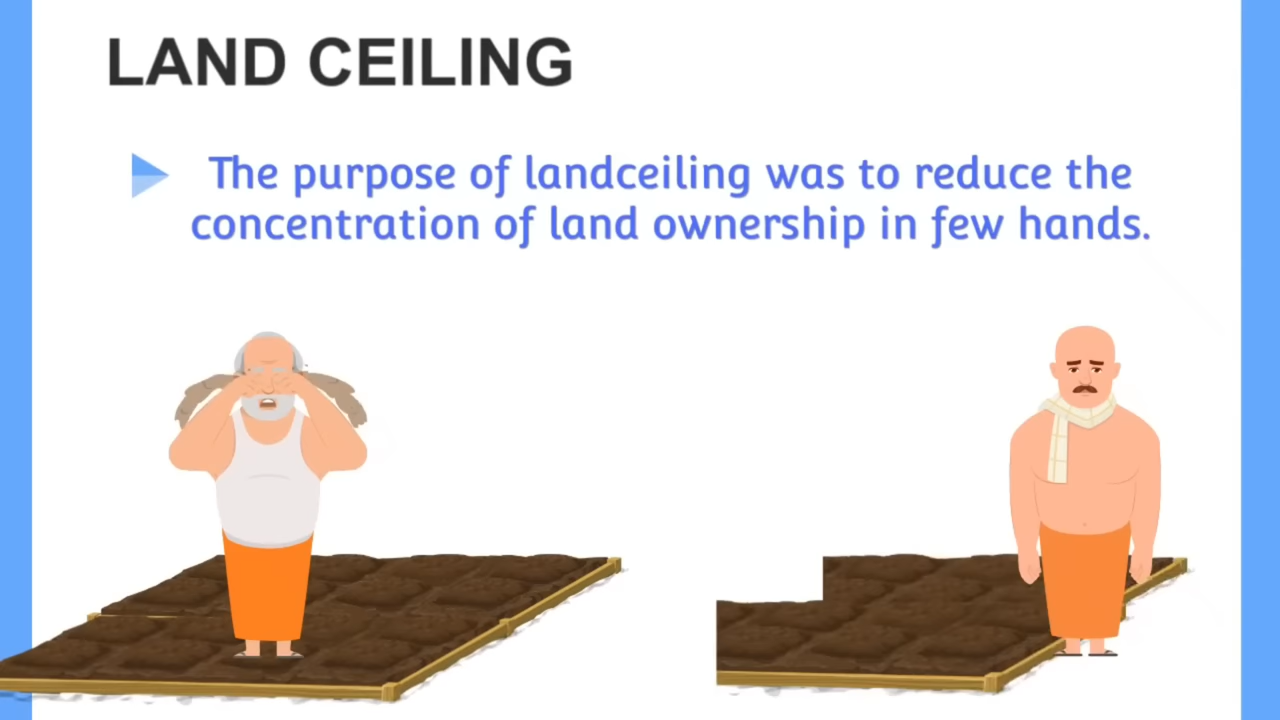 LAND CEILING
The purpose of landceiling was to reduce the
concentration of land ownership in few hands.